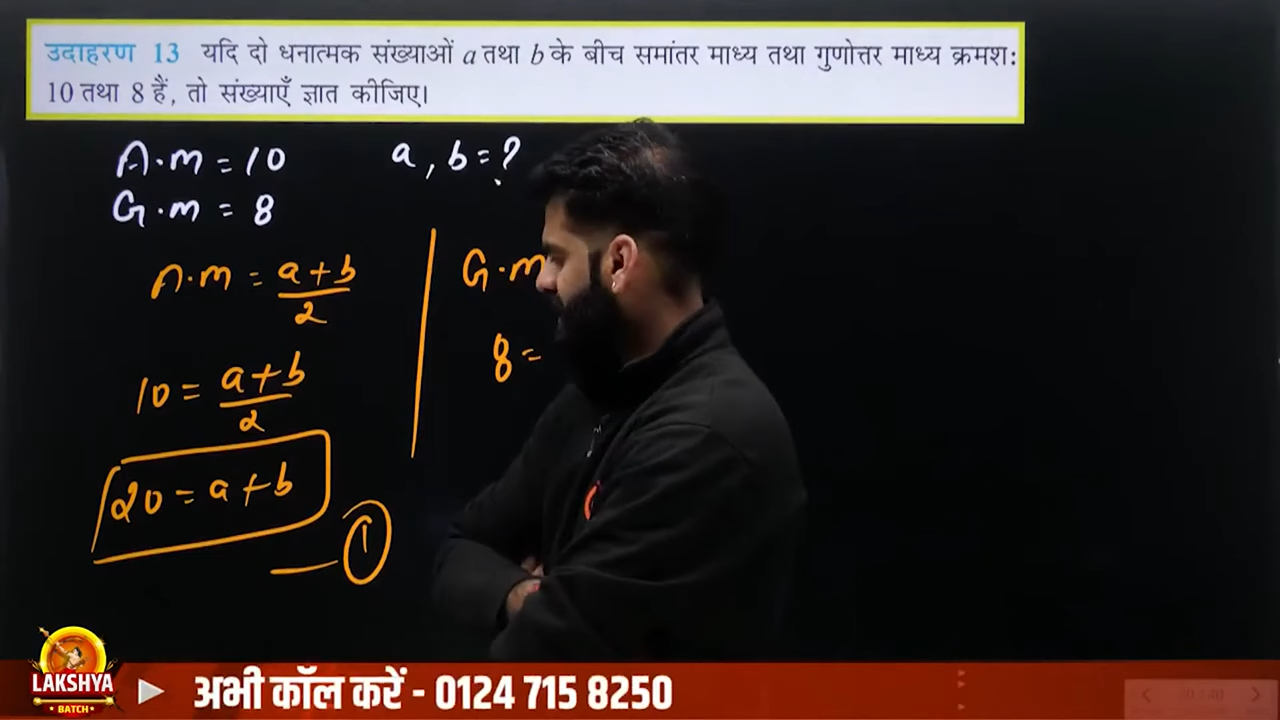 उदाहरण 13 यदि दो धनात्मक संख्याओं a तथा b के बीच समांतर माध्य तथा गुणोत्तर माध्य क्रमश:
10 तथा 8 हैं, तो संख्याएँ ज्ञात कीजिए।
A.m = 10
a, b = ?
G.m = 8
A.m = a+b/2
G.m
10 = a+b/2
8 =
20 = a+b
1
LAKSHYA
BATCH
अभी कॉल करें - 0124 715 8250